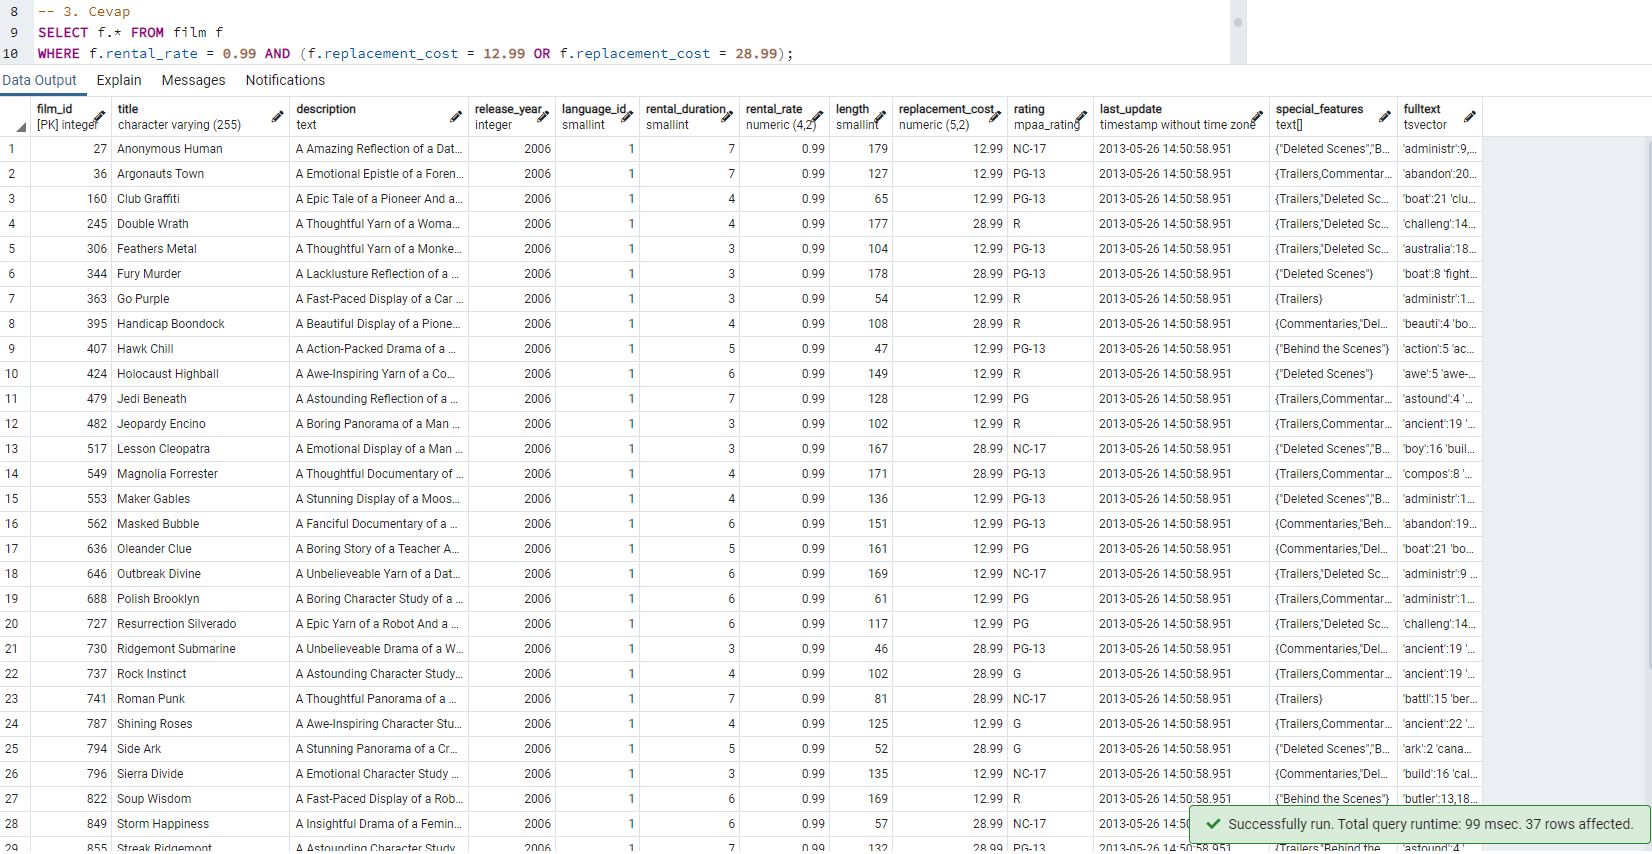 8 -- 3. Cevap
9 SELECT f.* FROM film f
10 WHERE f.rental_rate = 0.99 AND (f.replacement_cost = 12.99 OR f.replacement_cost = 28.99);
Data Output Explain Messages Notifications
film_id title description release_year language_id rental_duration rental_rate length replacement_cost rating last_update special_features fulltext
[PK] integer character varying (255) text integer smallint smallint numeric (4,2) smallint numeric (5,2) mpaa_rating timestamp without time zone text[] tsvector
1 27 Anonymous Human A Amazing Reflection of a Dat... 2006 1 7 0.99 179 12.99 NC-17 2013-05-26 14:50:58.951 {"Deleted Scenes","B... 'administr':9,...
2 36 Argonauts Town A Emotional Epistle of a Foren... 2006 1 7 0.99 127 12.99 PG-13 2013-05-26 14:50:58.951 {Trailers,Commentar... 'abandon':20...
3 160 Club Graffiti A Epic Tale of a Pioneer And a... 2006 1 4 0.99 65 12.99 PG-13 2013-05-26 14:50:58.951 {Trailers,"Deleted Sc... 'boat':21 'clu...
4 245 Double Wrath A Thoughtful Yarn of a Woma... 2006 1 4 0.99 177 28.99 R 2013-05-26 14:50:58.951 {Trailers,"Deleted Sc... 'challeng':14...
5 306 Feathers Metal A Thoughtful Yarn of a Monke... 2006 1 3 0.99 104 12.99 PG-13 2013-05-26 14:50:58.951 {Trailers,"Deleted Sc... 'australia':18...
6 344 Fury Murder A Lacklusture Reflection of a ... 2006 1 3 0.99 178 28.99 PG-13 2013-05-26 14:50:58.951 {"Deleted Scenes"} 'boat':8 'fight...
7 363 Go Purple A Fast-Paced Display of a Car ... 2006 1 3 0.99 54 12.99 R 2013-05-26 14:50:58.951 {Trailers} 'administr':1...
8 395 Handicap Boondock A Beautiful Display of a Pione... 2006 1 4 0.99 108 28.99 R 2013-05-26 14:50:58.951 {Commentaries,"Del... 'beauti':4 'bo...
9 407 Hawk Chill A Action-Packed Drama of a ... 2006 1 5 0.99 47 12.99 PG-13 2013-05-26 14:50:58.951 {"Behind the Scenes"} 'action':5 'ac...
10 424 Holocaust Highball A Awe-Inspiring Yarn of a Co... 2006 1 6 0.99 149 12.99 R 2013-05-26 14:50:58.951 {"Deleted Scenes"} 'awe':5 'awe-...
11 479 Jedi Beneath A Astounding Reflection of a ... 2006 1 7 0.99 128 12.99 PG 2013-05-26 14:50:58.951 {Trailers,Commentar... 'astound':4 '...
12 482 Jeopardy Encino A Boring Panorama of a Man ... 2006 1 3 0.99 102 12.99 R 2013-05-26 14:50:58.951 {Trailers,Commentar... 'ancient':19 '...
13 517 Lesson Cleopatra A Emotional Display of a Man ... 2006 1 3 0.99 167 28.99 NC-17 2013-05-26 14:50:58.951 {"Deleted Scenes","B... 'boy':16 'buil...
14 549 Magnolia Forrester A Thoughtful Documentary of ... 2006 1 4 0.99 171 28.99 PG-13 2013-05-26 14:50:58.951 {Trailers,Commentar... 'compos':8 '...
15 553 Maker Gables A Stunning Display of a Moos... 2006 1 4 0.99 136 12.99 PG-13 2013-05-26 14:50:58.951 {"Deleted Scenes","B... 'administr':1...
16 562 Masked Bubble A Fanciful Documentary of a ... 2006 1 6 0.99 151 12.99 PG-13 2013-05-26 14:50:58.951 {Commentaries,"Beh... 'abandon':19...
17 636 Oleander Clue A Boring Story of a Teacher A... 2006 1 5 0.99 161 12.99 PG 2013-05-26 14:50:58.951 {Commentaries,"Del... 'boat':21 'bo...
18 646 Outbreak Divine A Unbelieveable Yarn of a Dat... 2006 1 6 0.99 169 12.99 NC-17 2013-05-26 14:50:58.951 {Trailers,"Deleted Sc... 'administr':9 ...
19 688 Polish Brooklyn A Boring Character Study of a ... 2006 1 6 0.99 61 12.99 PG 2013-05-26 14:50:58.951 {Trailers,Commentar... 'administr':1...
20 727 Resurrection Silverado A Epic Yarn of a Robot And a ... 2006 1 6 0.99 117 12.99 PG 2013-05-26 14:50:58.951 {Trailers,"Deleted Sc... 'challeng':14...
21 730 Ridgemont Submarine A Unbelieveable Drama of a W... 2006 1 3 0.99 46 28.99 PG-13 2013-05-26 14:50:58.951 {Commentaries,"Del... 'ancient':19 '...
22 737 Rock Instinct A Astounding Character Study... 2006 1 4 0.99 102 28.99 G 2013-05-26 14:50:58.951 {Trailers,Commentar... 'ancient':19 '...
23 741 Roman Punk A Thoughtful Panorama of a ... 2006 1 7 0.99 81 28.99 NC-17 2013-05-26 14:50:58.951 {Trailers} 'battl':15 'ber...
24 787 Shining Roses A Awe-Inspiring Character Stu... 2006 1 4 0.99 125 12.99 G 2013-05-26 14:50:58.951 {Trailers,Commentar... 'ancient':22 '...
25 794 Side Ark A Stunning Panorama of a Cr... 2006 1 5 0.99 52 28.99 G 2013-05-26 14:50:58.951 {"Deleted Scenes","B... 'ark':2 'cana...
26 796 Sierra Divide A Emotional Character Study ... 2006 1 3 0.99 135 12.99 NC-17 2013-05-26 14:50:58.951 {Commentaries,"Del... 'build':16 'cal...
27 822 Soup Wisdom A Fast-Paced Display of a Rob... 2006 1 6 0.99 169 12.99 R 2013-05-26 14:50:58.951 {"Behind the Scenes"} 'butler':13,18...
28 849 Storm Happiness A Insightful Drama of a Femin... 2006 1 6 0.99 57 28.99 NC-17 2013-05-26 14:50
Successfully run. Total query runtime: 99 msec. 37 rows affected.
29 855 Streak Ridgemont A Astounding Character Study 2006 1 7 0.99 132 28.99 PG-13 2013-05-26 14:50:58.951 {Trailers,"Behind the 'astound':4